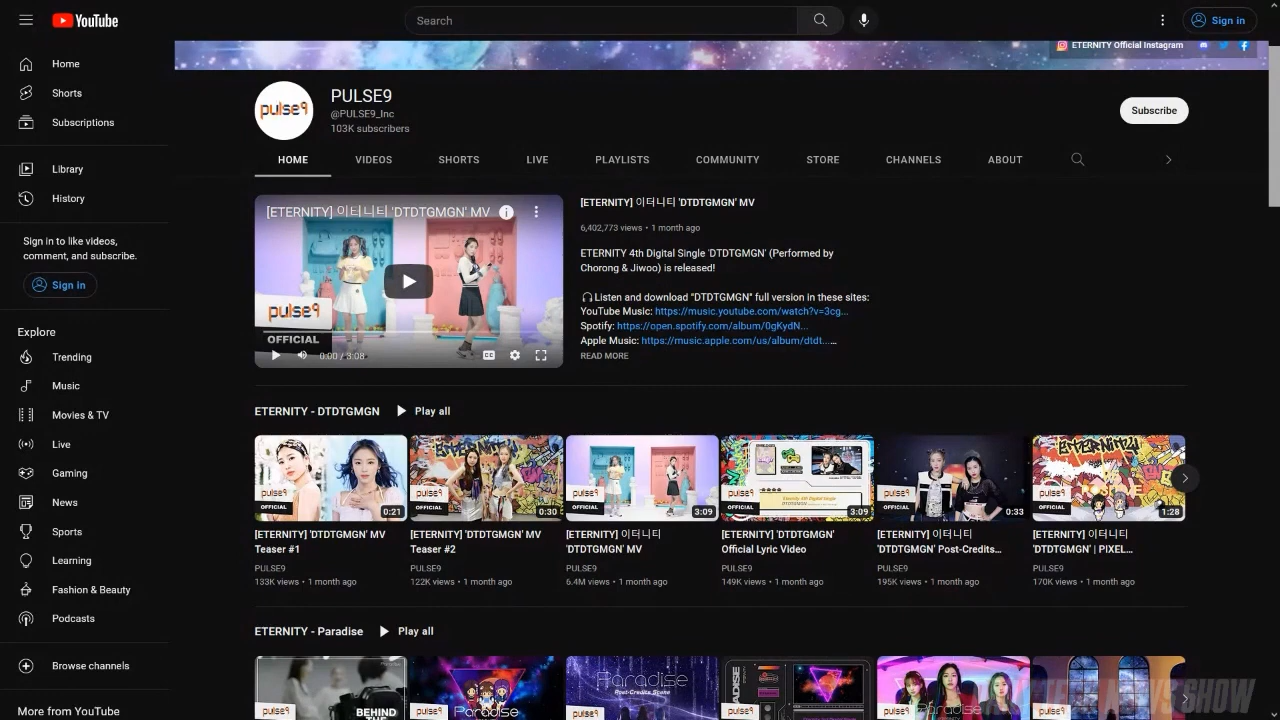 YouTube
Search
Sign in
Home
Shorts
Subscriptions
Library
History
Sign in to like videos,
comment, and subscribe.
Sign in
Explore
Trending
Music
Movies & TV
Live
Gaming
News
Sports
Learning
Fashion & Beauty
Podcasts
Browse channels
More from YouTube
ETERNITY Official Instagram
pulse9
PULSE9
@PULSE9_Inc
103K subscribers
Subscribe
HOME VIDEOS SHORTS LIVE PLAYLISTS COMMUNITY STORE CHANNELS ABOUT
[ETERNITY] 이터니티 'DTDTGMGN' MV
pulse9
OFFICIAL
0:00 / 3:08
[ETERNITY] 이터니티 'DTDTGMGN' MV
6,402,773 views • 1 month ago
ETERNITY 4th Digital Single 'DTDTGMGN' (Performed by
Chorong & Jiwoo) is released!
🎧Listen and download "DTDTGMGN" full version in these sites:
YouTube Music: https://music.youtube.com/watch?v=3cg...
Spotify: https://open.spotify.com/album/0gKydN...
Apple Music: https://music.apple.com/us/album/dtdt......
READ MORE
ETERNITY - DTDTGMGN Play all
pulse9
OFFICIAL
0:21
[ETERNITY] 'DTDTGMGN' MV
Teaser #1
PULSE9
133K views • 1 month ago
pulse9
OFFICIAL
0:30
[ETERNITY] 'DTDTGMGN' MV
Teaser #2
PULSE9
122K views • 1 month ago
pulse9
OFFICIAL
3:09
[ETERNITY] 이터니티
'DTDTGMGN' MV
PULSE9
6.4M views • 1 month ago
pulse9
OFFICIAL
3:09
[ETERNITY] 'DTDTGMGN'
Official Lyric Video
PULSE9
149K views • 1 month ago
pulse9
OFFICIAL
0:33
[ETERNITY] 이터니티
'DTDTGMGN' Post-Credits...
PULSE9
195K views • 1 month ago
ETERNITY
pulse9
OFFICIAL
1:28
[ETERNITY] 이터니티
'DTDTGMGN' | PIXEL...
PULSE9
170K views • 1 month ago
ETERNITY - Paradise Play all
pulse9
BEHIND
pulse9
Paradise
Paradise
Post-Credits Scene
pulse9
PARADISE
pulse9
pulse9
Paradise
pulse9
SHOW